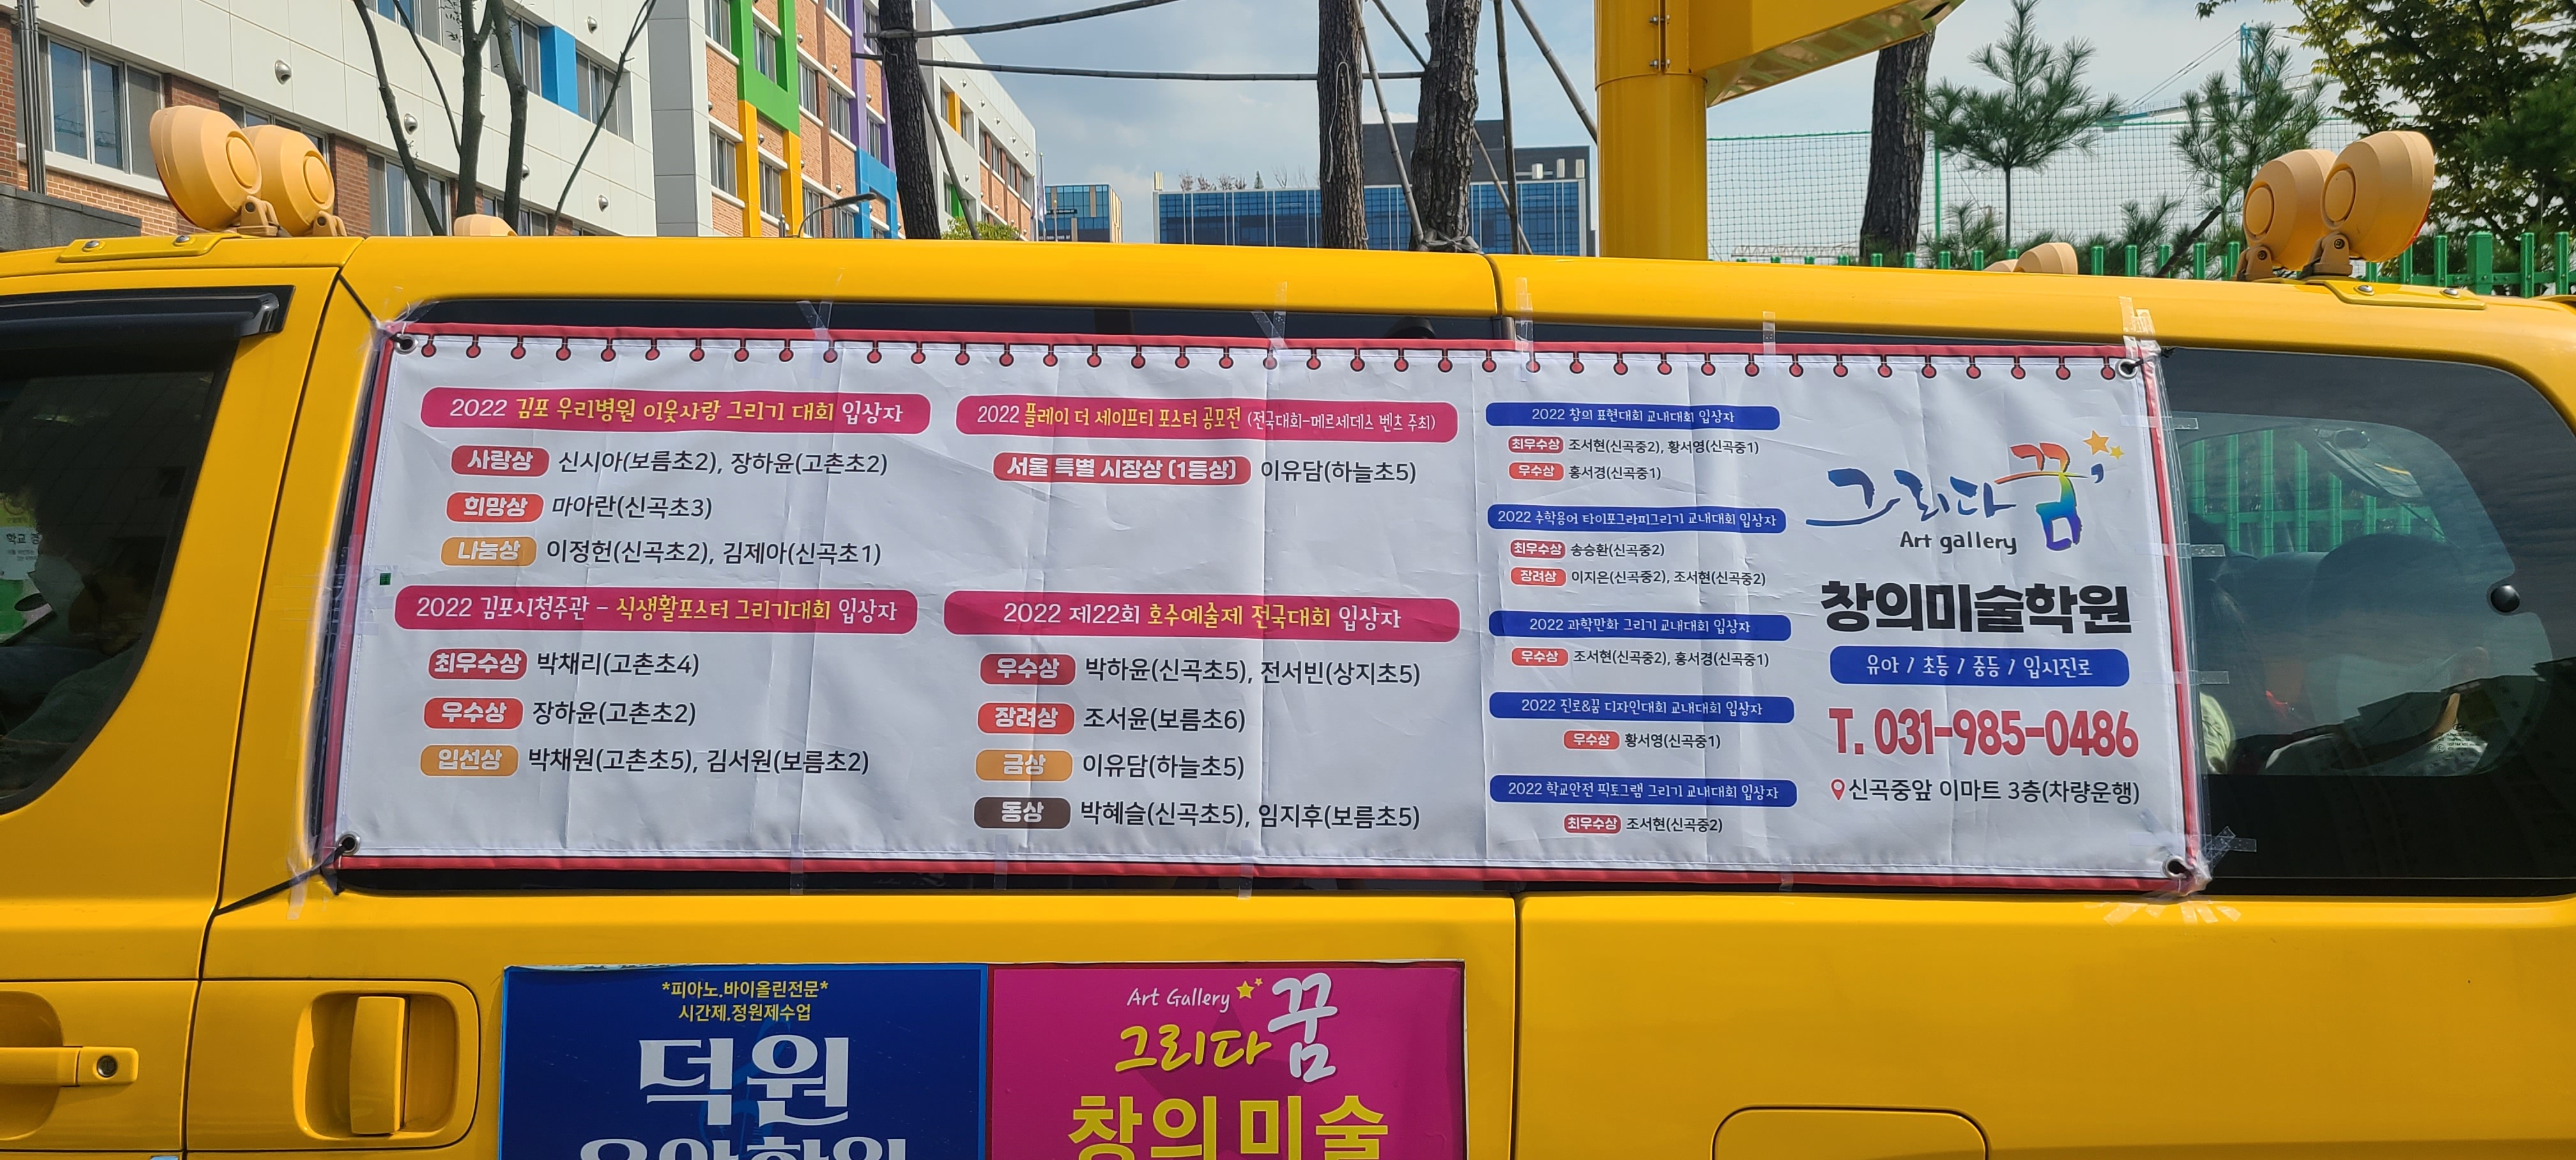 2022 김포 우리병원 이웃사랑 그리기 대회 입상자
사랑상 신시아(보름초2), 장하윤(고촌초2)
희망상 마아란(신곡초3)
나눔상 이정헌(신곡초2), 김제아(신곡초1)
2022 김포시청주관 - 식생활포스터 그리기대회 입상자
최우수상 박채리(고촌초4)
우수상 장하윤(고촌초2)
입선상 박채원(고촌초5), 김서원(보름초2)
2022 플레이 더 세이프티 포스터 공모전 (전국대회-메르세데스 벤츠 주최)
서울 특별 시장상 (1등상) 이유담(하늘초5)
2022 제22회 호수예술제 전국대회 입상자
우수상 박하윤(신곡초5), 전서빈(상지초5)
장려상 조서윤(보름초6)
금상 이유담(하늘초5)
동상 박혜슬(신곡초5), 임지후(보름초5)
2022 창의 표현대회 교내대회 입상자
최우수상 조서현(신곡중2), 황서영(신곡중1)
우수상 홍서경(신곡중1)
2022 수학용어 타이포그라피그리기 교내대회 입상자
최우수상 송승환(신곡중2)
장려상 이지은(신곡중2), 조서현(신곡중2)
2022 과학만화 그리기 교내대회 입상자
우수상 조서현(신곡중2), 홍서경(신곡중1)
2022 진로&꿈 디자인대회 교내대회 입상자
우수상 황서영(신곡중1)
2022 학교안전 픽토그램 그리기 교내대회 입상자
최우수상 조서현(신곡중2)
그리다 꿈
Art gallery
창의미술학원
유아 / 초등 / 중등 / 입시진로
T. 031-985-0486
신곡중앞 이마트 3층(차량운행)
*피아노.바이올린전문*
시간제.정원제수업
덕원
음악학원
Art Gallery
그리다 꿈
창의미술
학교